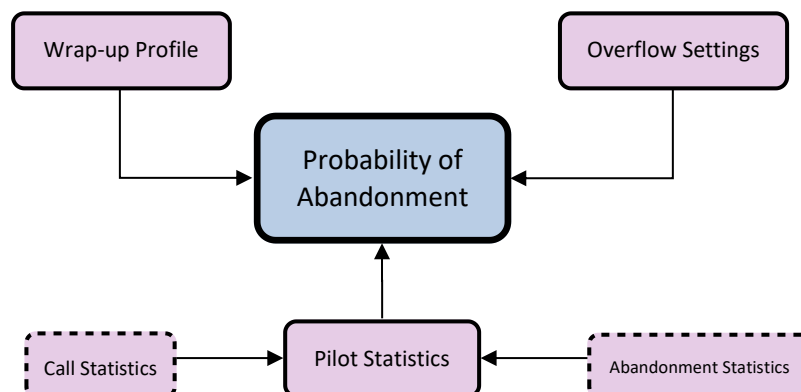 Wrap-up Profile
Overflow Settings
Probability of
Abandonment
Call Statistics
Pilot Statistics
Abandonment Statistics